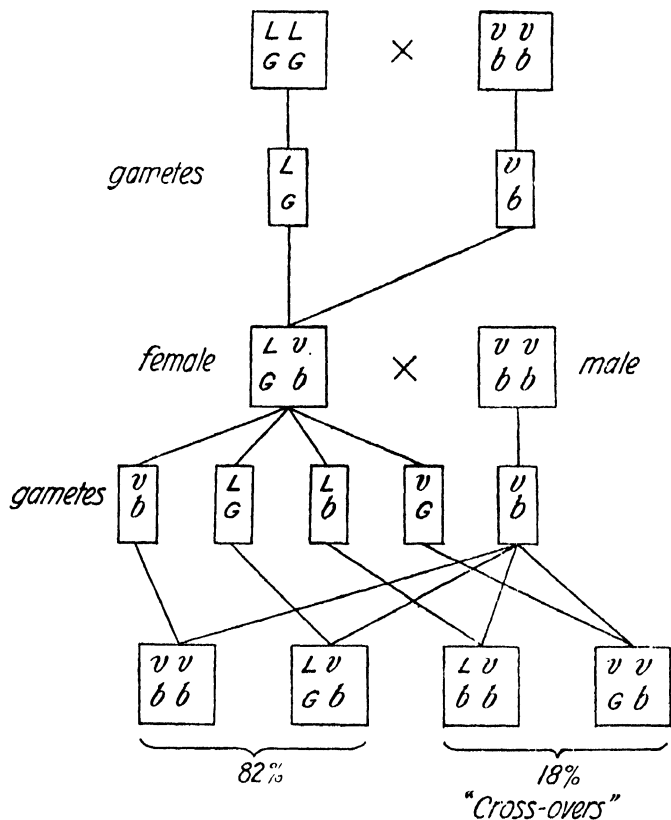 L L × v v
G G b b
gametes L v
G b
female L v × v v male
G b b b
gametes v L L v v
b G b G b
v v L v L v v v
b b G b b b G b
82% 18%
"Cross-overs"